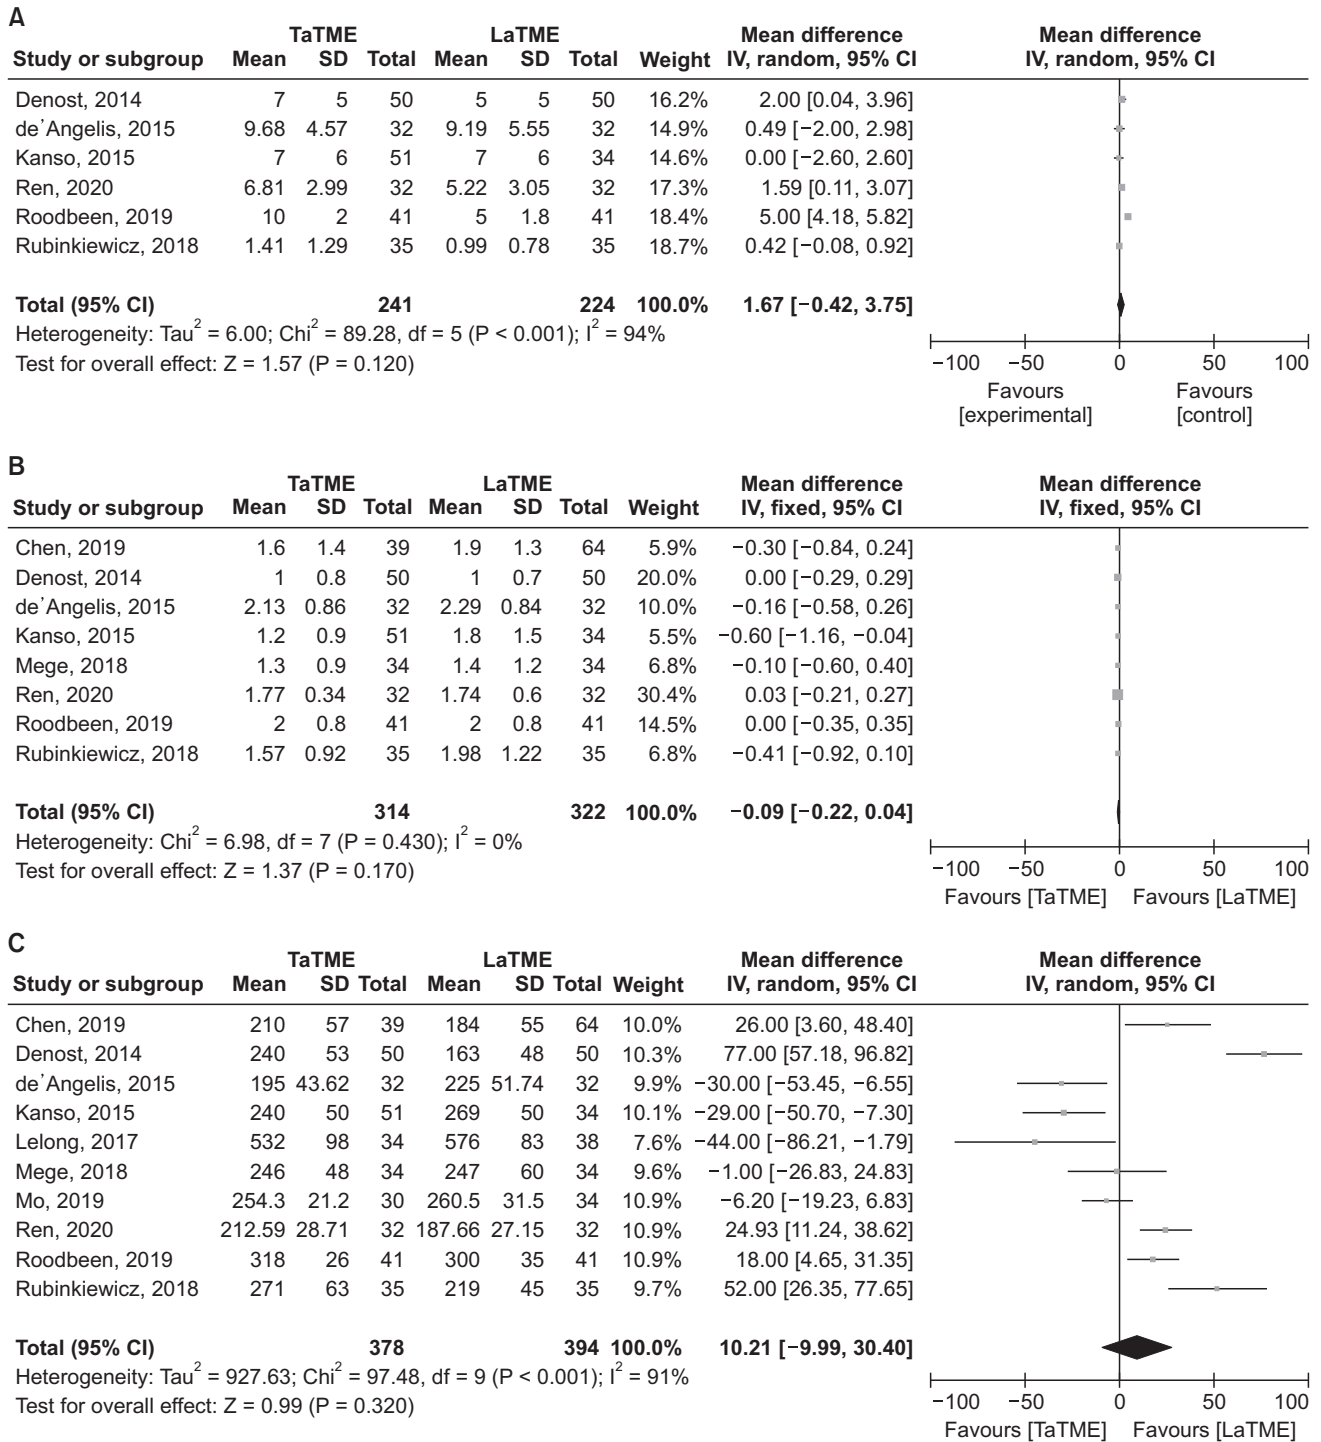 A
TaTME LaTME Mean difference Mean difference
Study or subgroup Mean SD Total Mean SD Total Weight IV, random, 95% CI IV, random, 95% CI
Denost, 2014 7 5 50 5 5 50 16.2% 2.00 [−0.04, 3.96]
de’Angelis, 2015 9.68 4.57 32 9.19 5.55 32 14.9% 0.49 [−2.00, 2.98]
Kanso, 2015 7 6 51 7 6 34 14.6% 0.00 [−2.60, 2.60]
Ren, 2020 6.81 2.99 32 5.22 3.05 32 17.3% 1.59 [0.11, 3.07]
Roodbeen, 2019 10 2 41 5 1.8 41 18.4% 5.00 [4.18, 5.82]
Rubinkiewicz, 2018 1.41 1.29 35 0.99 0.78 35 18.7% 0.42 [−0.08, 0.92]
Total (95% CI) 241 224 100.0% 1.67 [−0.42, 3.75]
Heterogeneity: Tau² = 6.00; Chi² = 89.28, df = 5 (P < 0.001); I² = 94%
Test for overall effect: Z = 1.57 (P = 0.120)
−100 −50 0 50 100
Favours Favours
[experimental] [control]
B
TaTME LaTME Mean difference Mean difference
Study or subgroup Mean SD Total Mean SD Total Weight IV, fixed, 95% CI IV, fixed, 95% CI
Chen, 2019 1.6 1.4 39 1.9 1.3 64 5.9% −0.30 [−0.84, 0.24]
Denost, 2014 1 0.8 50 1 0.7 50 20.0% 0.00 [−0.29, 0.29]
de’Angelis, 2015 2.13 0.86 32 2.29 0.84 32 10.0% −0.16 [−0.58, 0.26]
Kanso, 2015 1.2 0.9 51 1.8 1.5 34 5.5% −0.60 [−1.16, −0.04]
Mege, 2018 1.3 0.9 34 1.4 1.2 34 6.8% −0.10 [−0.60, 0.40]
Ren, 2020 1.77 0.34 32 1.74 0.6 32 30.4% 0.03 [−0.21, 0.27]
Roodbeen, 2019 2 0.8 41 2 0.8 41 14.5% 0.00 [−0.35, 0.35]
Rubinkiewicz, 2018 1.57 0.92 35 1.98 1.22 35 6.8% −0.41 [−0.92, 0.10]
Total (95% CI) 314 322 100.0% −0.09 [−0.22, 0.04]
Heterogeneity: Chi² = 6.98, df = 7 (P = 0.430); I² = 0%
Test for overall effect: Z = 1.37 (P = 0.170)
−100 −50 0 50 100
Favours [TaTME] Favours [LaTME]
C
TaTME LaTME Mean difference Mean difference
Study or subgroup Mean SD Total Mean SD Total Weight IV, random, 95% CI IV, random, 95% CI
Chen, 2019 210 57 39 184 55 64 10.0% 26.00 [3.60, 48.40]
Denost, 2014 240 53 50 163 48 50 10.3% 77.00 [57.18, 96.82]
de’Angelis, 2015 195 43.62 32 225 51.74 32 9.9% −30.00 [−53.45, −6.55]
Kanso, 2015 240 50 51 269 50 34 10.1% −29.00 [−50.70, −7.30]
Lelong, 2017 532 98 34 576 83 38 7.6% −44.00 [−86.21, −1.79]
Mege, 2018 246 48 34 247 60 34 9.6% −1.00 [−26.83, 24.83]
Mo, 2019 254.3 21.2 30 260.5 31.5 34 10.9% −6.20 [−19.23, 6.83]
Ren, 2020 212.59 28.71 32 187.66 27.15 32 10.9% 24.93 [11.24, 38.62]
Roodbeen, 2019 318 26 41 300 35 41 10.9% 18.00 [4.65, 31.35]
Rubinkiewicz, 2018 271 63 35 219 45 35 9.7% 52.00 [26.35, 77.65]
Total (95% CI) 378 394 100.0% 10.21 [−9.99, 30.40]
Heterogeneity: Tau² = 927.63; Chi² = 97.48, df = 9 (P < 0.001); I² = 91%
Test for overall effect: Z = 0.99 (P = 0.320)
−100 −50 0 50 100
Favours [TaTME] Favours [LaTME]